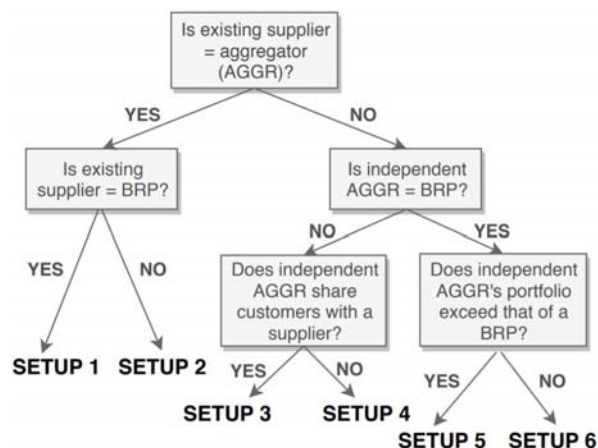 Is existing supplier
= aggregator
(AGGR)?
YES
NO
Is existing
supplier = BRP?
Is independent
AGGR = BRP?
NO
YES
YES
NO
Does independent
AGGR share
customers with a
supplier?
Does independent
AGGR's portfolio
exceed that of a
BRP?
SETUP 1
SETUP 2
YES
NO
YES
NO
SETUP 3
SETUP 4
SETUP 5
SETUP 6